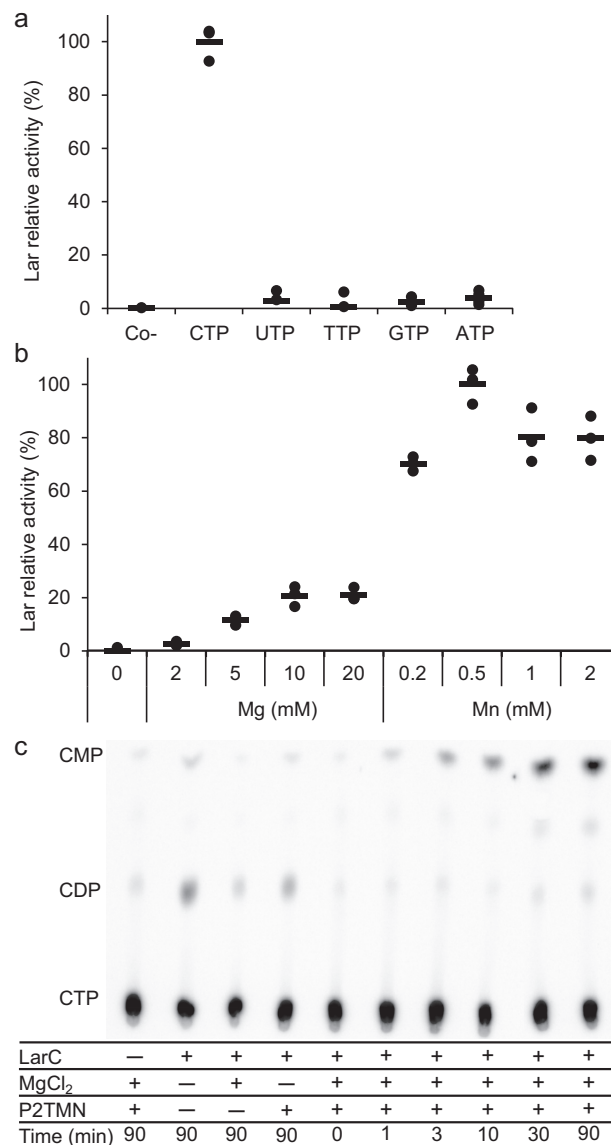 a
Lar relative activity (%)
100
80
60
40
20
0
Co- CTP UTP TTP GTP ATP
b
Lar relative activity (%)
100
80
60
40
20
0
0 2 5 10 20 0.2 0.5 1 2
Mg (mM) Mn (mM)
c
CMP
CDP
CTP
LarC — + + + + + + + + +
MgCl₂ + — + — + + + + + +
P2TMN + — — + + + + + + +
Time (min) 90 90 90 90 0 1 3 10 30 90